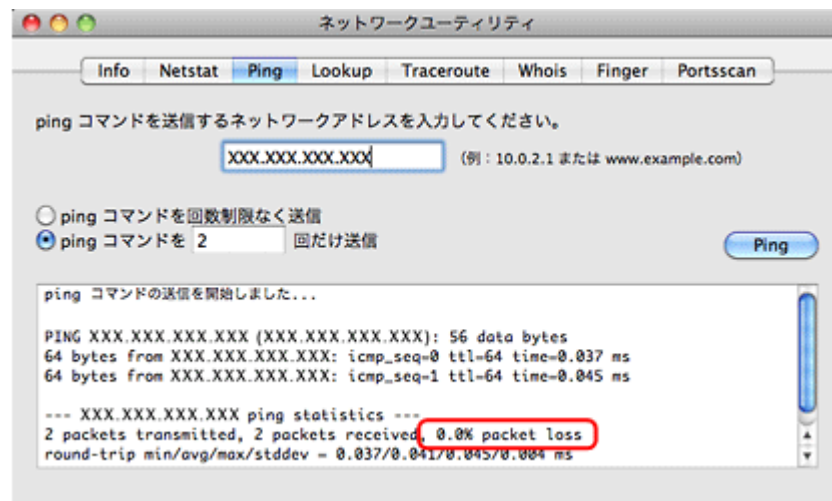 ネットワークユーティリティ
Info Netstat Ping Lookup Traceroute Whois Finger Portsscan
ping コマンドを送信するネットワークアドレスを入力してください。
XXX.XXX.XXX.XXX (例：10.0.2.1 または www.example.com)
ping コマンドを回数制限なく送信
ping コマンドを 2 回だけ送信
Ping
ping コマンドの送信を開始しました...
PING XXX.XXX.XXX.XXX (XXX.XXX.XXX.XXX): 56 data bytes
64 bytes from XXX.XXX.XXX.XXX: icmp_seq=0 ttl=64 time=0.037 ms
64 bytes from XXX.XXX.XXX.XXX: icmp_seq=1 ttl=64 time=0.045 ms
--- XXX.XXX.XXX.XXX ping statistics ---
2 packets transmitted, 2 packets received, 0.0% packet loss
round-trip min/avg/max/stddev = 0.037/0.041/0.045/0.004 ms